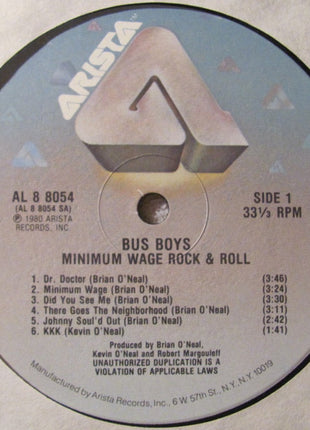 ARISTA™
AL 8 8054
(AL 8 8054 SA)
Ⓟ 1980 ARISTA
RECORDS, INC
SIDE 1
33⅓ RPM
BUS BOYS
MINIMUM WAGE ROCK & ROLL
1. Dr. Doctor (Brian O'Neal) (3:46)
2. Minimum Wage (Brian O'Neal) (3:24)
3. Did You See Me (Brian O'Neal) (3:30)
4. There Goes The Neighborhood (Brian O'Neal) (3:11)
5. Johnny Soul'd Out (Brian O'Neal) (2:42)
6. KKK (Kevin O'Neal) (1:41)
Produced by Brian O'Neal,
Kevin O'Neal and Robert Margouleff
UNAUTHORIZED DUPLICATION IS A
VIOLATION OF APPLICABLE LAWS
Manufactured by Arista Records, Inc., 6 W 57th St., N.Y., N.Y. 10019